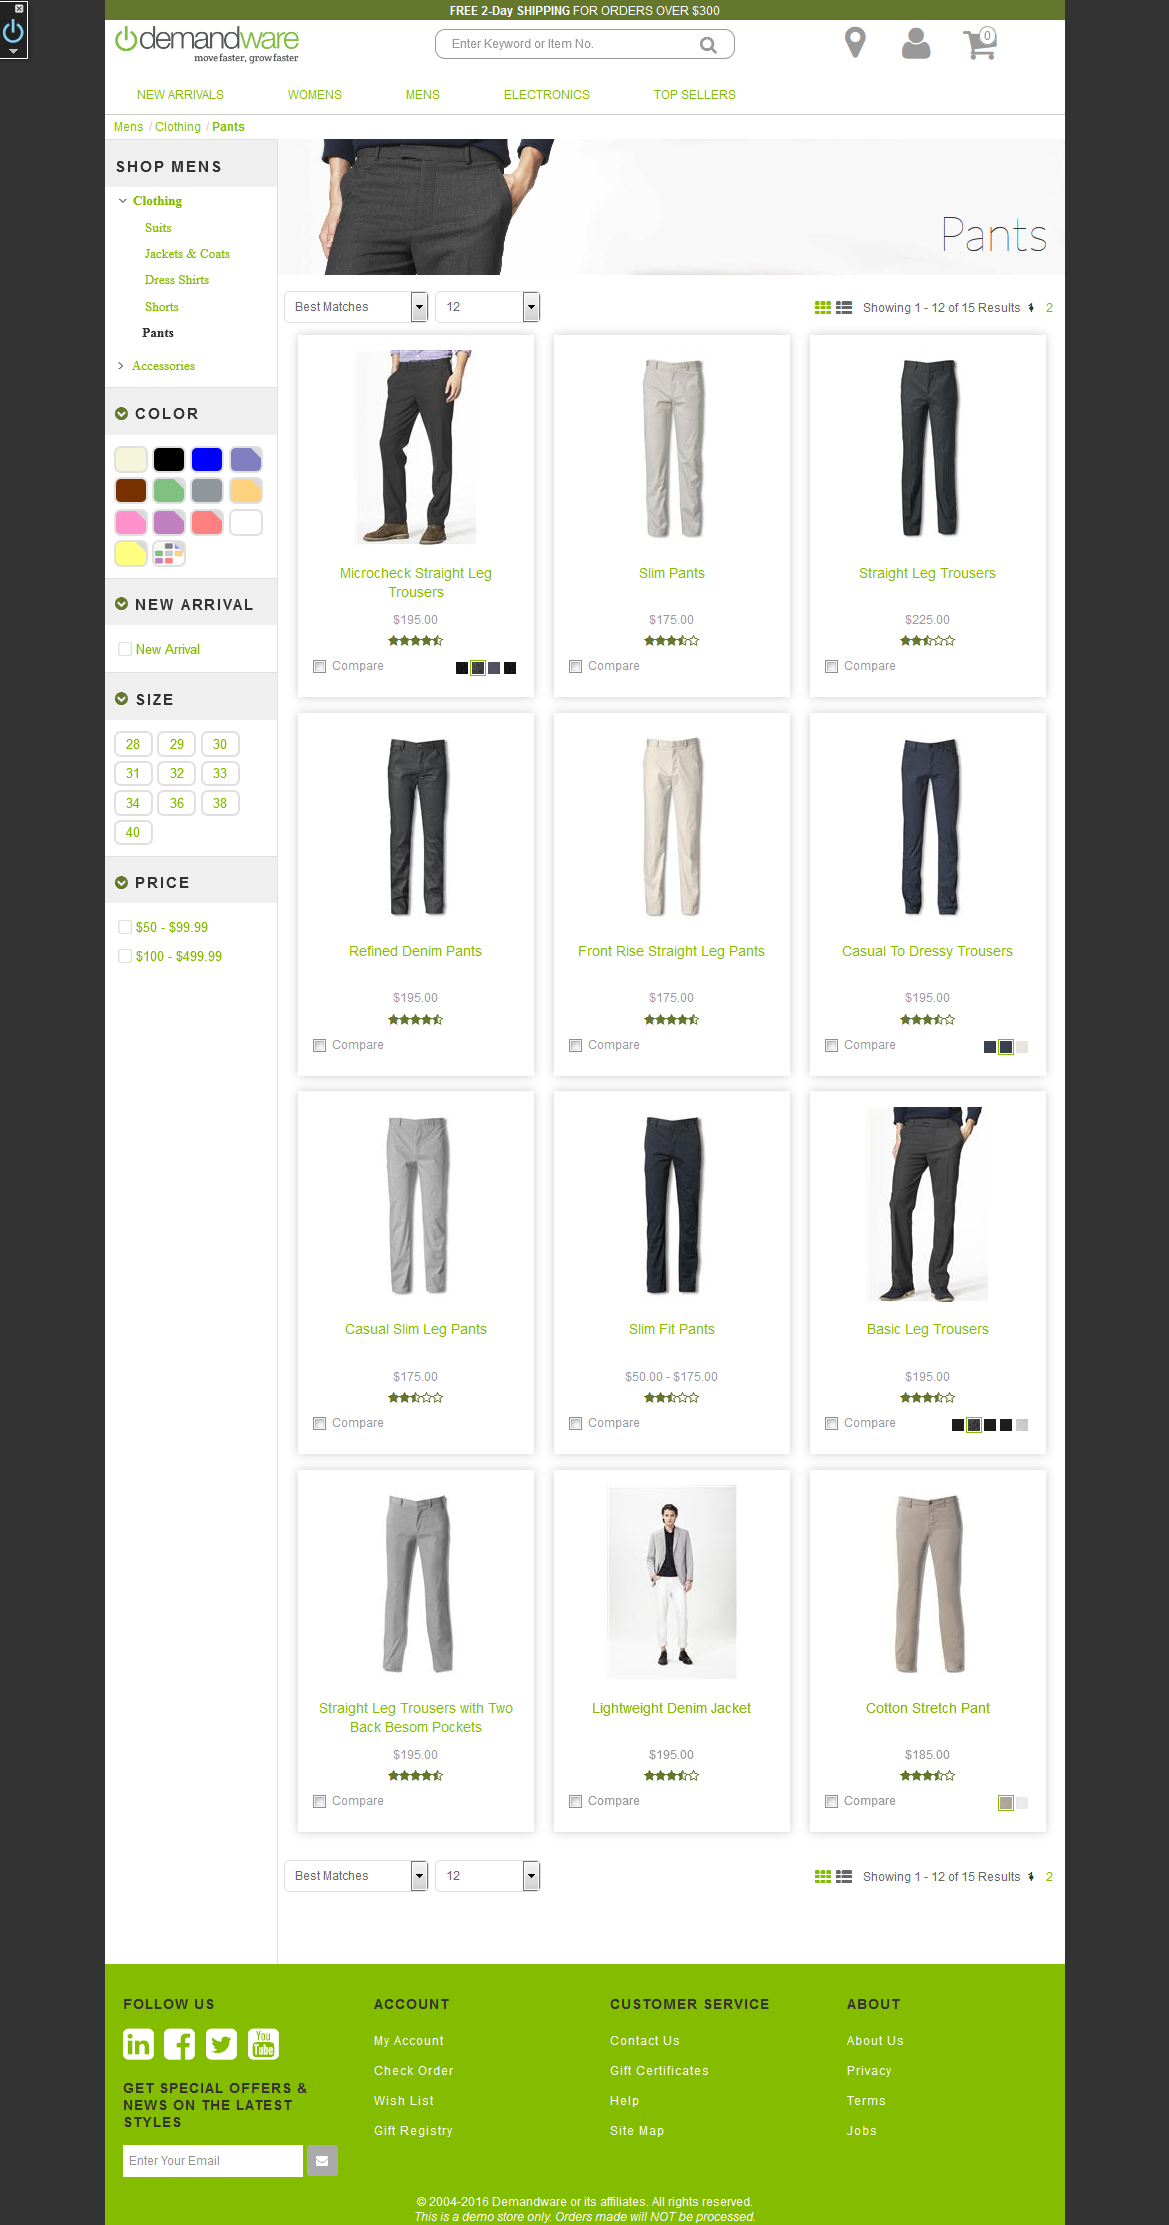 FREE 2-Day SHIPPING FOR ORDERS OVER $300
demandware
move faster, grow faster
Enter Keyword or Item No.
0
NEW ARRIVALS WOMENS MENS ELECTRONICS TOP SELLERS
Mens / Clothing / Pants
SHOP MENS
Clothing
Suits
Jackets & Coats
Dress Shirts
Shorts
Pants
Accessories
COLOR
NEW ARRIVAL
New Arrival
SIZE
28 29 30
31 32 33
34 36 38
40
PRICE
$50 - $99.99
$100 - $499.99
Pants
Best Matches 12 Showing 1 - 12 of 15 Results 2
Microcheck Straight Leg
Trousers
$195.00
Compare
Slim Pants
$175.00
Compare
Straight Leg Trousers
$225.00
Compare
Refined Denim Pants
$195.00
Compare
Front Rise Straight Leg Pants
$175.00
Compare
Casual To Dressy Trousers
$195.00
Compare
Casual Slim Leg Pants
$175.00
Compare
Slim Fit Pants
$50.00 - $175.00
Compare
Basic Leg Trousers
$195.00
Compare
Straight Leg Trousers with Two
Back Besom Pockets
$195.00
Compare
Lightweight Denim Jacket
$195.00
Compare
Cotton Stretch Pant
$185.00
Compare
Best Matches 12 Showing 1 - 12 of 15 Results 2
FOLLOW US
in f You Tube
GET SPECIAL OFFERS &
NEWS ON THE LATEST
STYLES
Enter Your Email
ACCOUNT
My Account
Check Order
Wish List
Gift Registry
CUSTOMER SERVICE
Contact Us
Gift Certificates
Help
Site Map
ABOUT
About Us
Privacy
Terms
Jobs
© 2004-2016 Demandware or its affiliates. All rights reserved.
This is a demo store only. Orders made will NOT be processed.